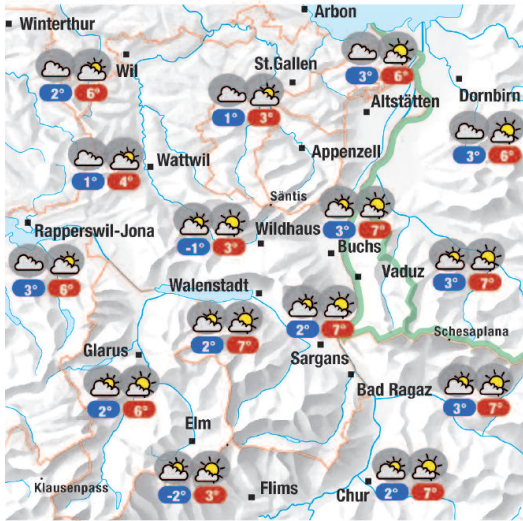 Arbon
Winterthur
Wil
St.Gallen
3° 6°
2° 6°
Altstätten
Dornbirn
1° 3°
Appenzell
3° 6°
Wattwil
1° 4°
Säntis
Rapperswil-Jona
Wildhaus
3° 7°
-1° 3°
Buchs
3° 6°
Walenstadt
Vaduz
3° 7°
2° 7°
Schesaplana
2° 7°
Glarus
Sargans
Bad Ragaz
2° 6°
3° 7°
Elm
Klausenpass
-2° 3°
Flims
Chur
2° 7°